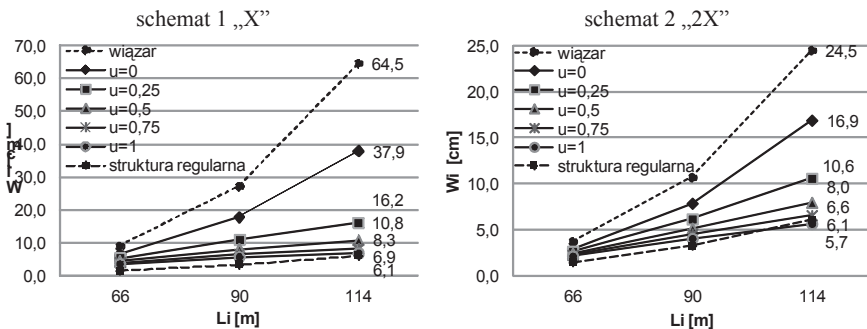 schemat 1 „X”
70,0
60,0
50,0
40,0
30,0
20,0
10,0
0,0
wiązar
u=0
u=0,25
u=0,5
u=0,75
u=1
struktura regularna
64,5
37,9
16,2
10,8
8,3
6,9
6,1
66
90
114
Li [m]
schemat 2 „2X”
25,0
20,0
15,0
10,0
5,0
0,0
Wi [cm]
wiązar
u=0
u=0,25
u=0,5
u=0,75
u=1
struktura regularna
24,5
16,9
10,6
8,0
6,6
6,1
5,7
66
90
114
Li [m]